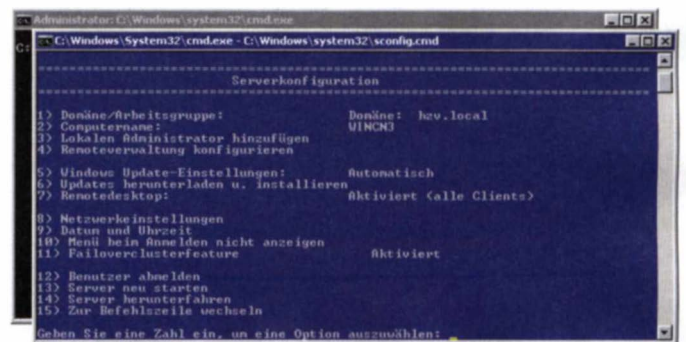 Administrator: C:\Windows\system32\cmd.exe
C:\Windows\System32\cmd.exe - C:\Windows\system32\sconfig.cmd
Serverkonfiguration
1) Domäne/Arbeitsgruppe: Domäne: hzv.local
2) Computername: WINCN3
3) Lokalen Administrator hinzufügen
4) Remoteverwaltung konfigurieren
5) Windows Update-Einstellungen: Automatisch
6) Updates herunterladen u. installieren
7) Remotedesktop: Aktiviert (alle Clients)
8) Netzwerkeinstellungen
9) Datum und Uhrzeit
10) Menü beim Anmelden nicht anzeigen
11) Failoverclusterfeature Aktiviert
12) Benutzer abmelden
13) Server neu starten
14) Server herunterfahren
15) Zur Befehlszeile wechseln
Geben Sie eine Zahl ein, um eine Option auszuwählen: